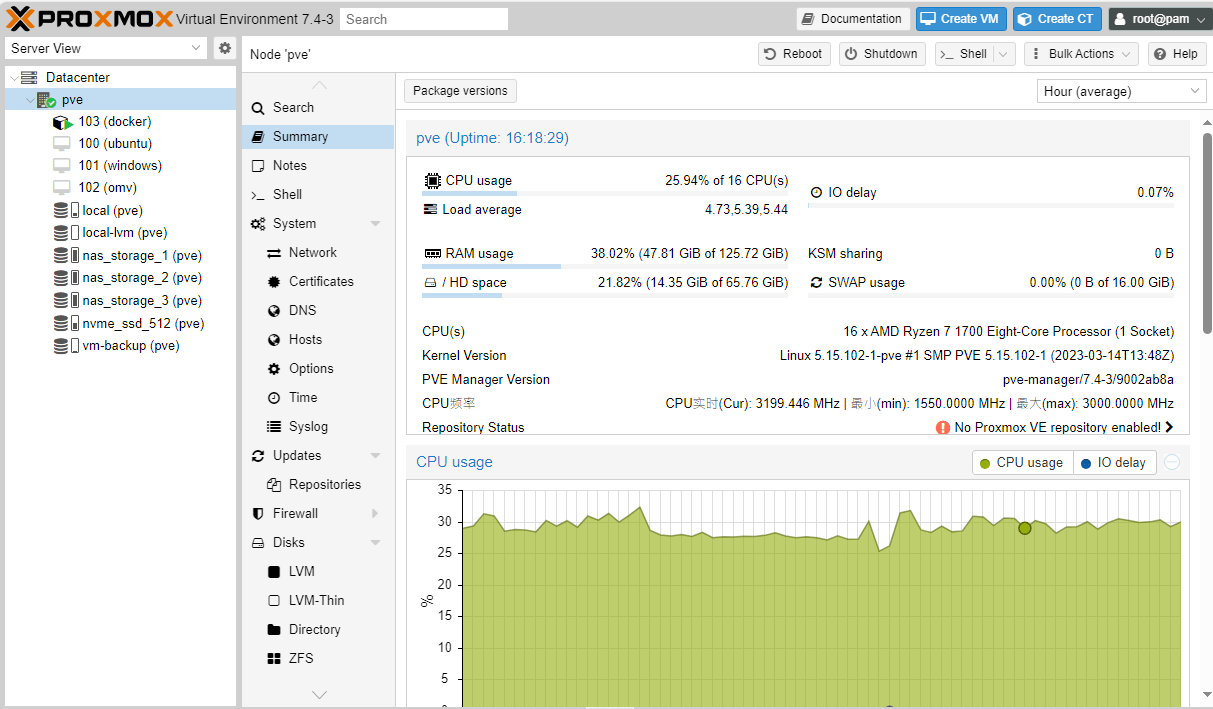 PROXMOX Virtual Environment 7.4-3 Search Documentation Create VM Create CT root@pam
Server View
Node 'pve' Reboot Shutdown Shell Bulk Actions Help
Datacenter
pve
103 (docker)
100 (ubuntu)
101 (windows)
102 (omv)
local (pve)
local-lvm (pve)
nas_storage_1 (pve)
nas_storage_2 (pve)
nas_storage_3 (pve)
nvme_ssd_512 (pve)
vm-backup (pve)
Search
Summary
Notes
Shell
System
Network
Certificates
DNS
Hosts
Options
Time
Syslog
Updates
Repositories
Firewall
Disks
LVM
LVM-Thin
Directory
ZFS
Package versions Hour (average)
pve (Uptime: 16:18:29)
CPU usage 25.94% of 16 CPU(s)
IO delay 0.07%
Load average 4.73,5.39,5.44
RAM usage 38.02% (47.81 GiB of 125.72 GiB) KSM sharing 0 B
/ HD space 21.82% (14.35 GiB of 65.76 GiB) SWAP usage 0.00% (0 B of 16.00 GiB)
CPU(s) 16 x AMD Ryzen 7 1700 Eight-Core Processor (1 Socket)
Kernel Version Linux 5.15.102-1-pve #1 SMP PVE 5.15.102-1 (2023-03-14T13:48Z)
PVE Manager Version pve-manager/7.4-3/9002ab8a
CPU频率 CPU实时(Cur): 3199.446 MHz | 最小(min): 1550.0000 MHz | 最大(max): 3000.0000 MHz
Repository Status No Proxmox VE repository enabled!
CPU usage CPU usage IO delay
35
30
25
20
15
10
5
%